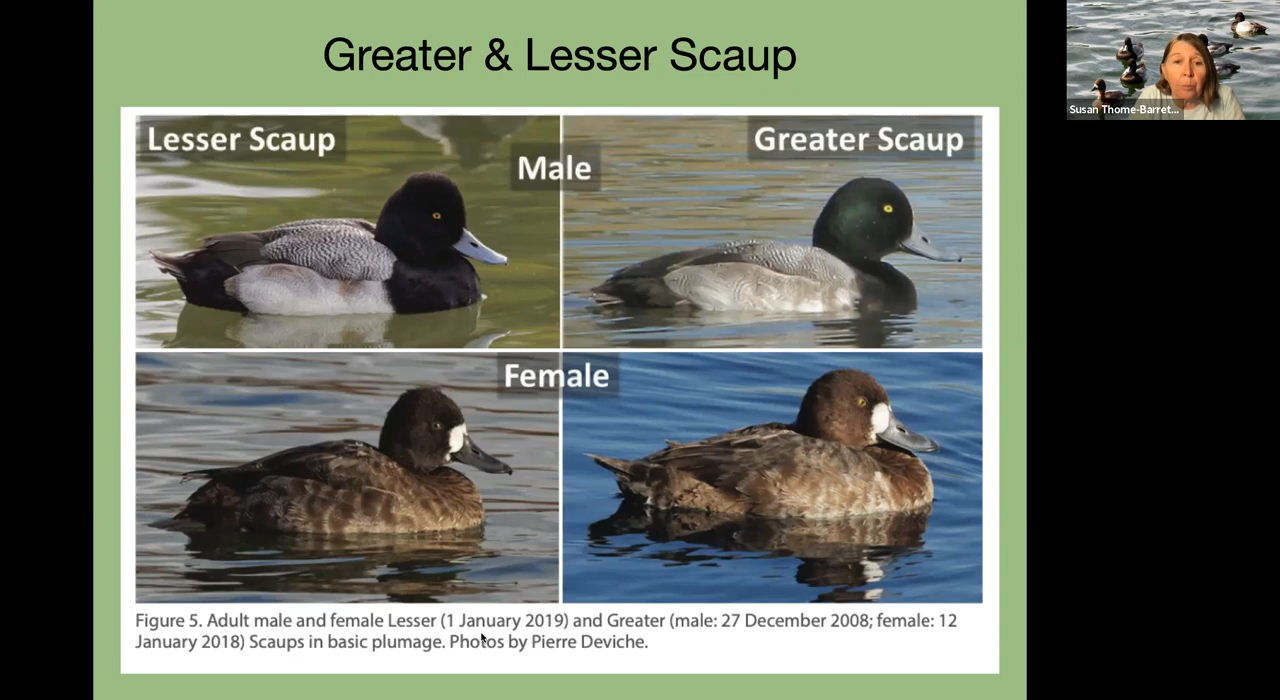 Greater & Lesser Scaup
Lesser Scaup
Greater Scaup
Male
Female
Figure 5. Adult male and female Lesser (1 January 2019) and Greater (male: 27 December 2008; female: 12
January 2018) Scaups in basic plumage. Photos by Pierre Deviche.
Susan Thome-Barret...